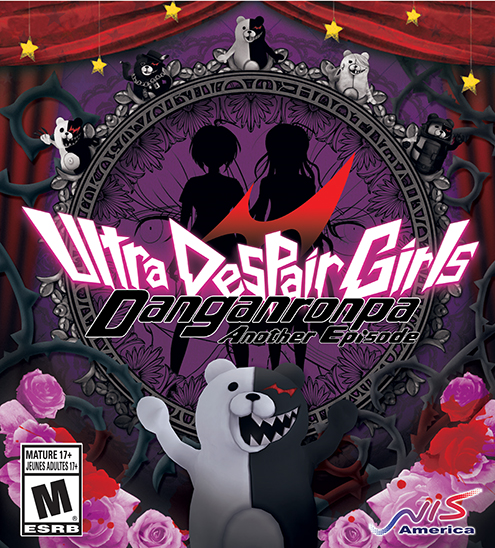 Ultra Despair Girls
Danganronpa
Another Episode
MATURE 17+
JEUNES ADULTES 17+
M
ESRB
NIS
America